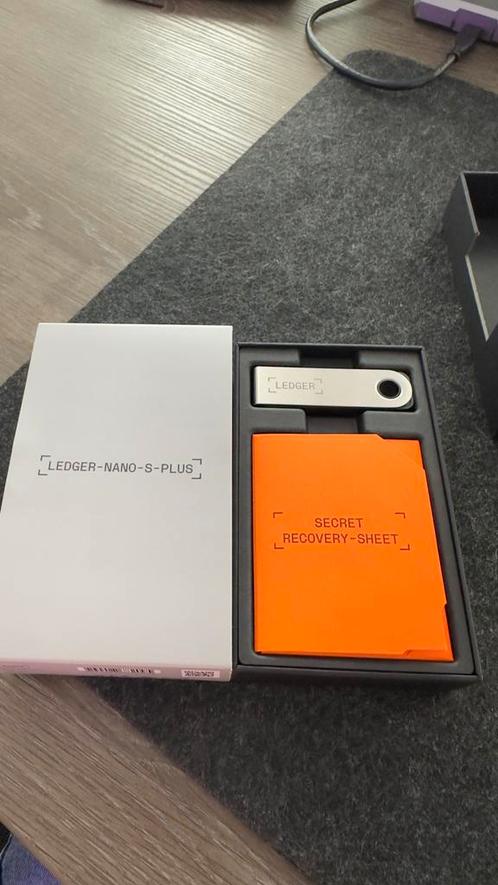 LEDGER-NANO-S-PLUS
LEDGER
SECRET
RECOVERY-SHEET